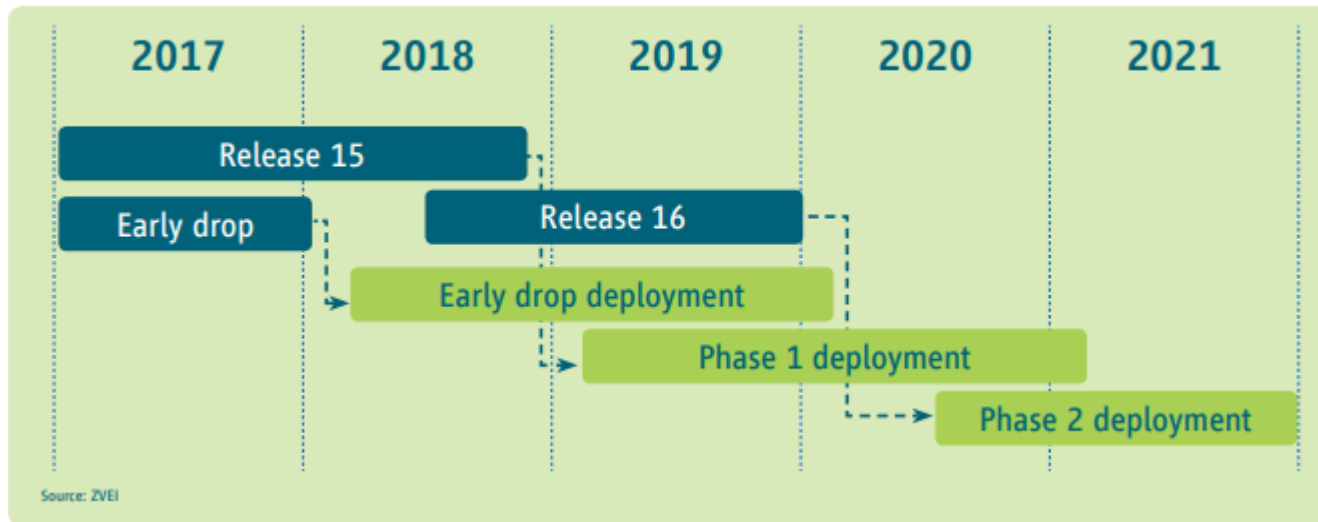 2017 2018 2019 2020 2021
Release 15
Early drop
Release 16
Early drop deployment
Phase 1 deployment
Phase 2 deployment
Source: ZVEI